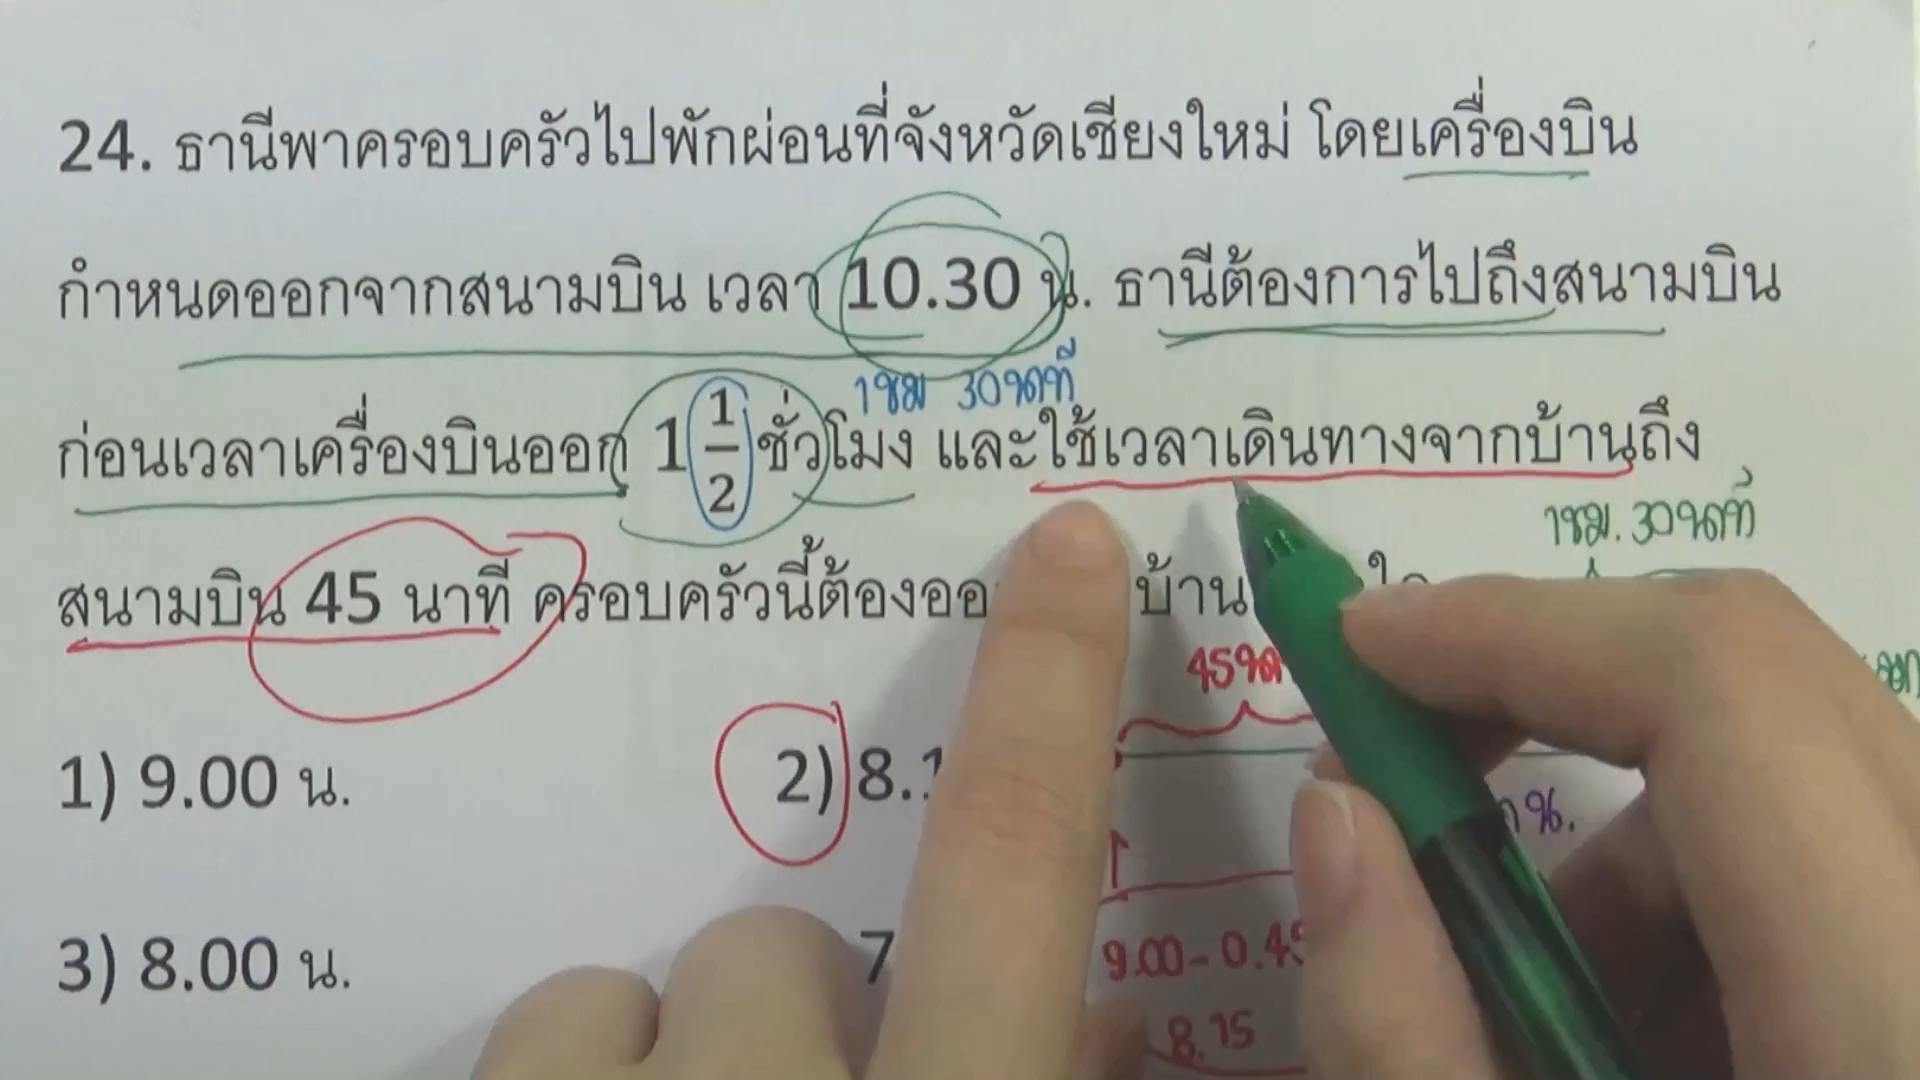 24. ธานีพาครอบครัวไปพักผ่อนที่จังหวัดเชียงใหม่ โดยเครื่องบิน
กำหนดออกจากสนามบิน เวลา 10.30 น. ธานีต้องการไปถึงสนามบิน
1ชม 30นาที
ก่อนเวลาเครื่องบินออก 1 1/2 ชั่วโมง และใช้เวลาเดินทางจากบ้านถึง
1ชม. 30นาที
สนามบิน 45 นาที ครอบครัวนี้ต้องออ บ้าน
45
1) 9.00 น. 2) 8.1
น.
3) 8.00 น. 7
9.00 - 0.45
8.15